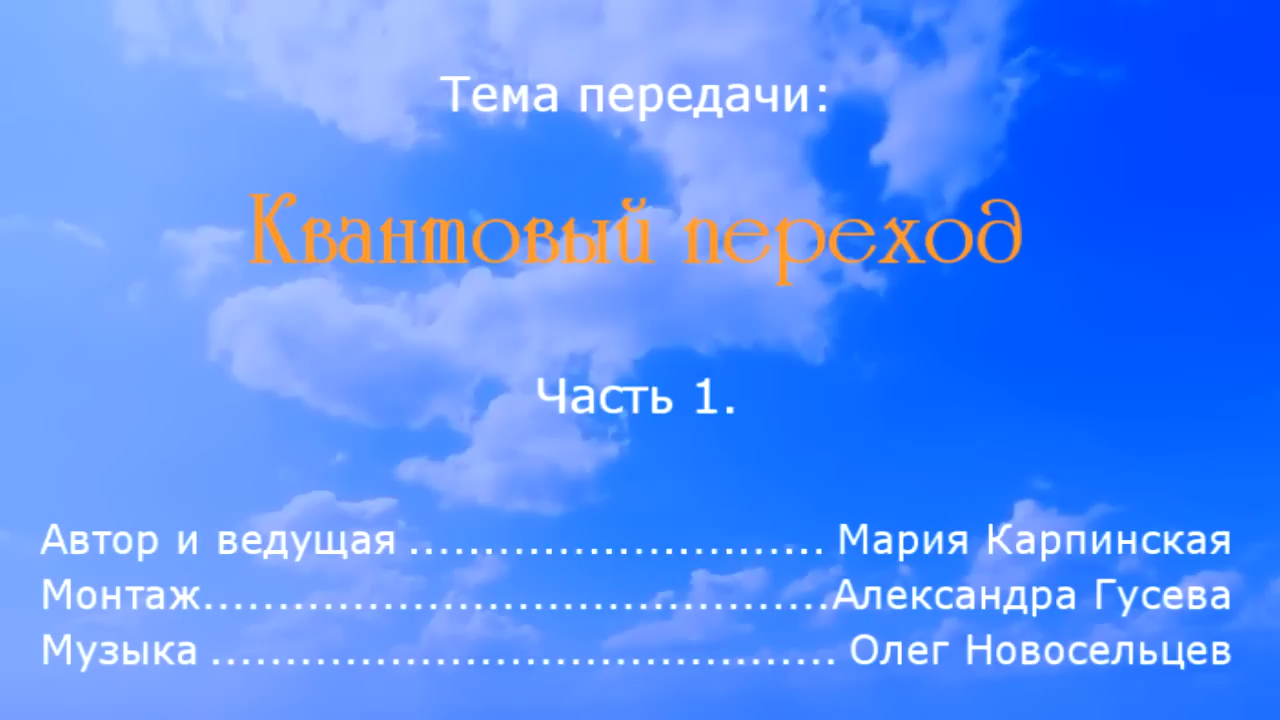 Тема передачи:
Квантовый переход
Часть 1.
Автор и ведущая ............................ Мария Карпинская
Монтаж..........................................Александра Гусева
Музыка .......................................... Олег Новосельцев